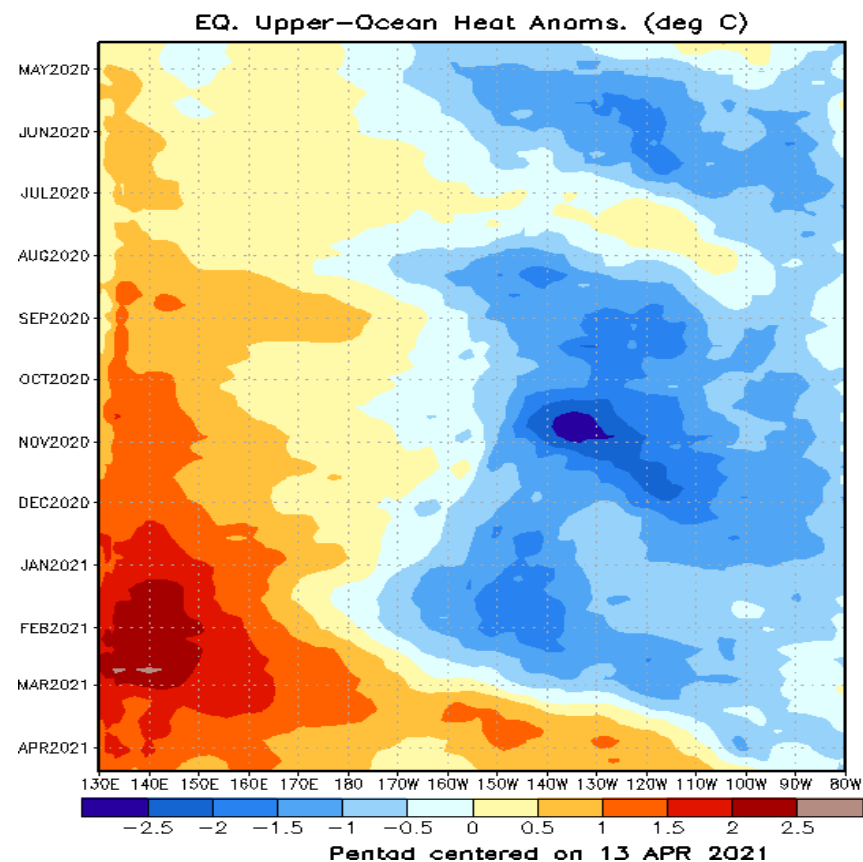 EQ. Upper-Ocean Heat Anams. (deg C)
MAY2020
JUN2020
JUL2020
AUG2020
SEP2020
OCT2020
NOV2020
DEC2020
JAN2021
FEB2021
MAR2021
APR2021
130E 140E 150E 160E 170E 180 170W 160W 150W 140W 130W 120W 110W 100W 90W 80W
-2.5 -2 -1.5 -1 -0.5 0 0.5 1 1.5 2 2.5
Pentad centered on 13 APR 2021